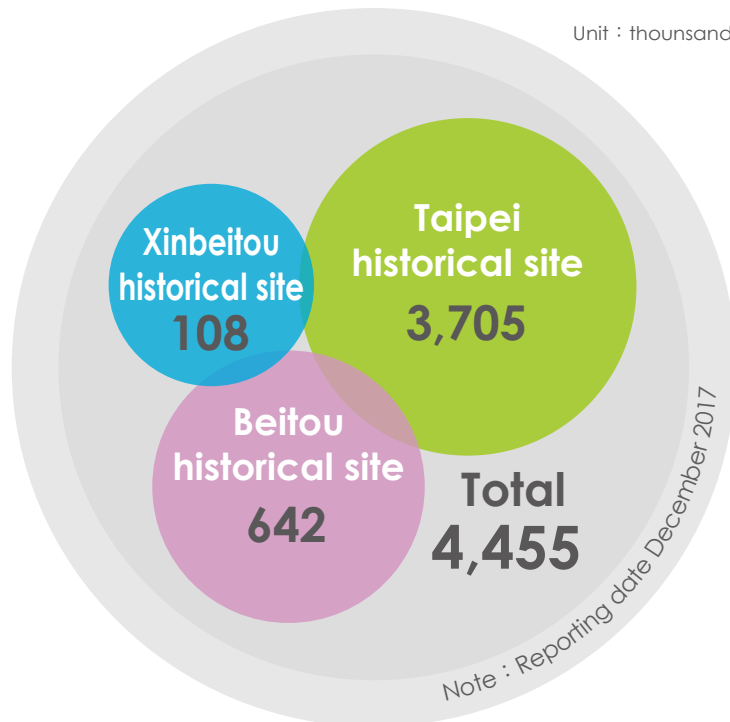 Unit：thounsand
Taipei
historical site
3,705
Xinbeitou
historical site
108
Beitou
historical site
642
Total
4,455
Note：Reporting date December 2017